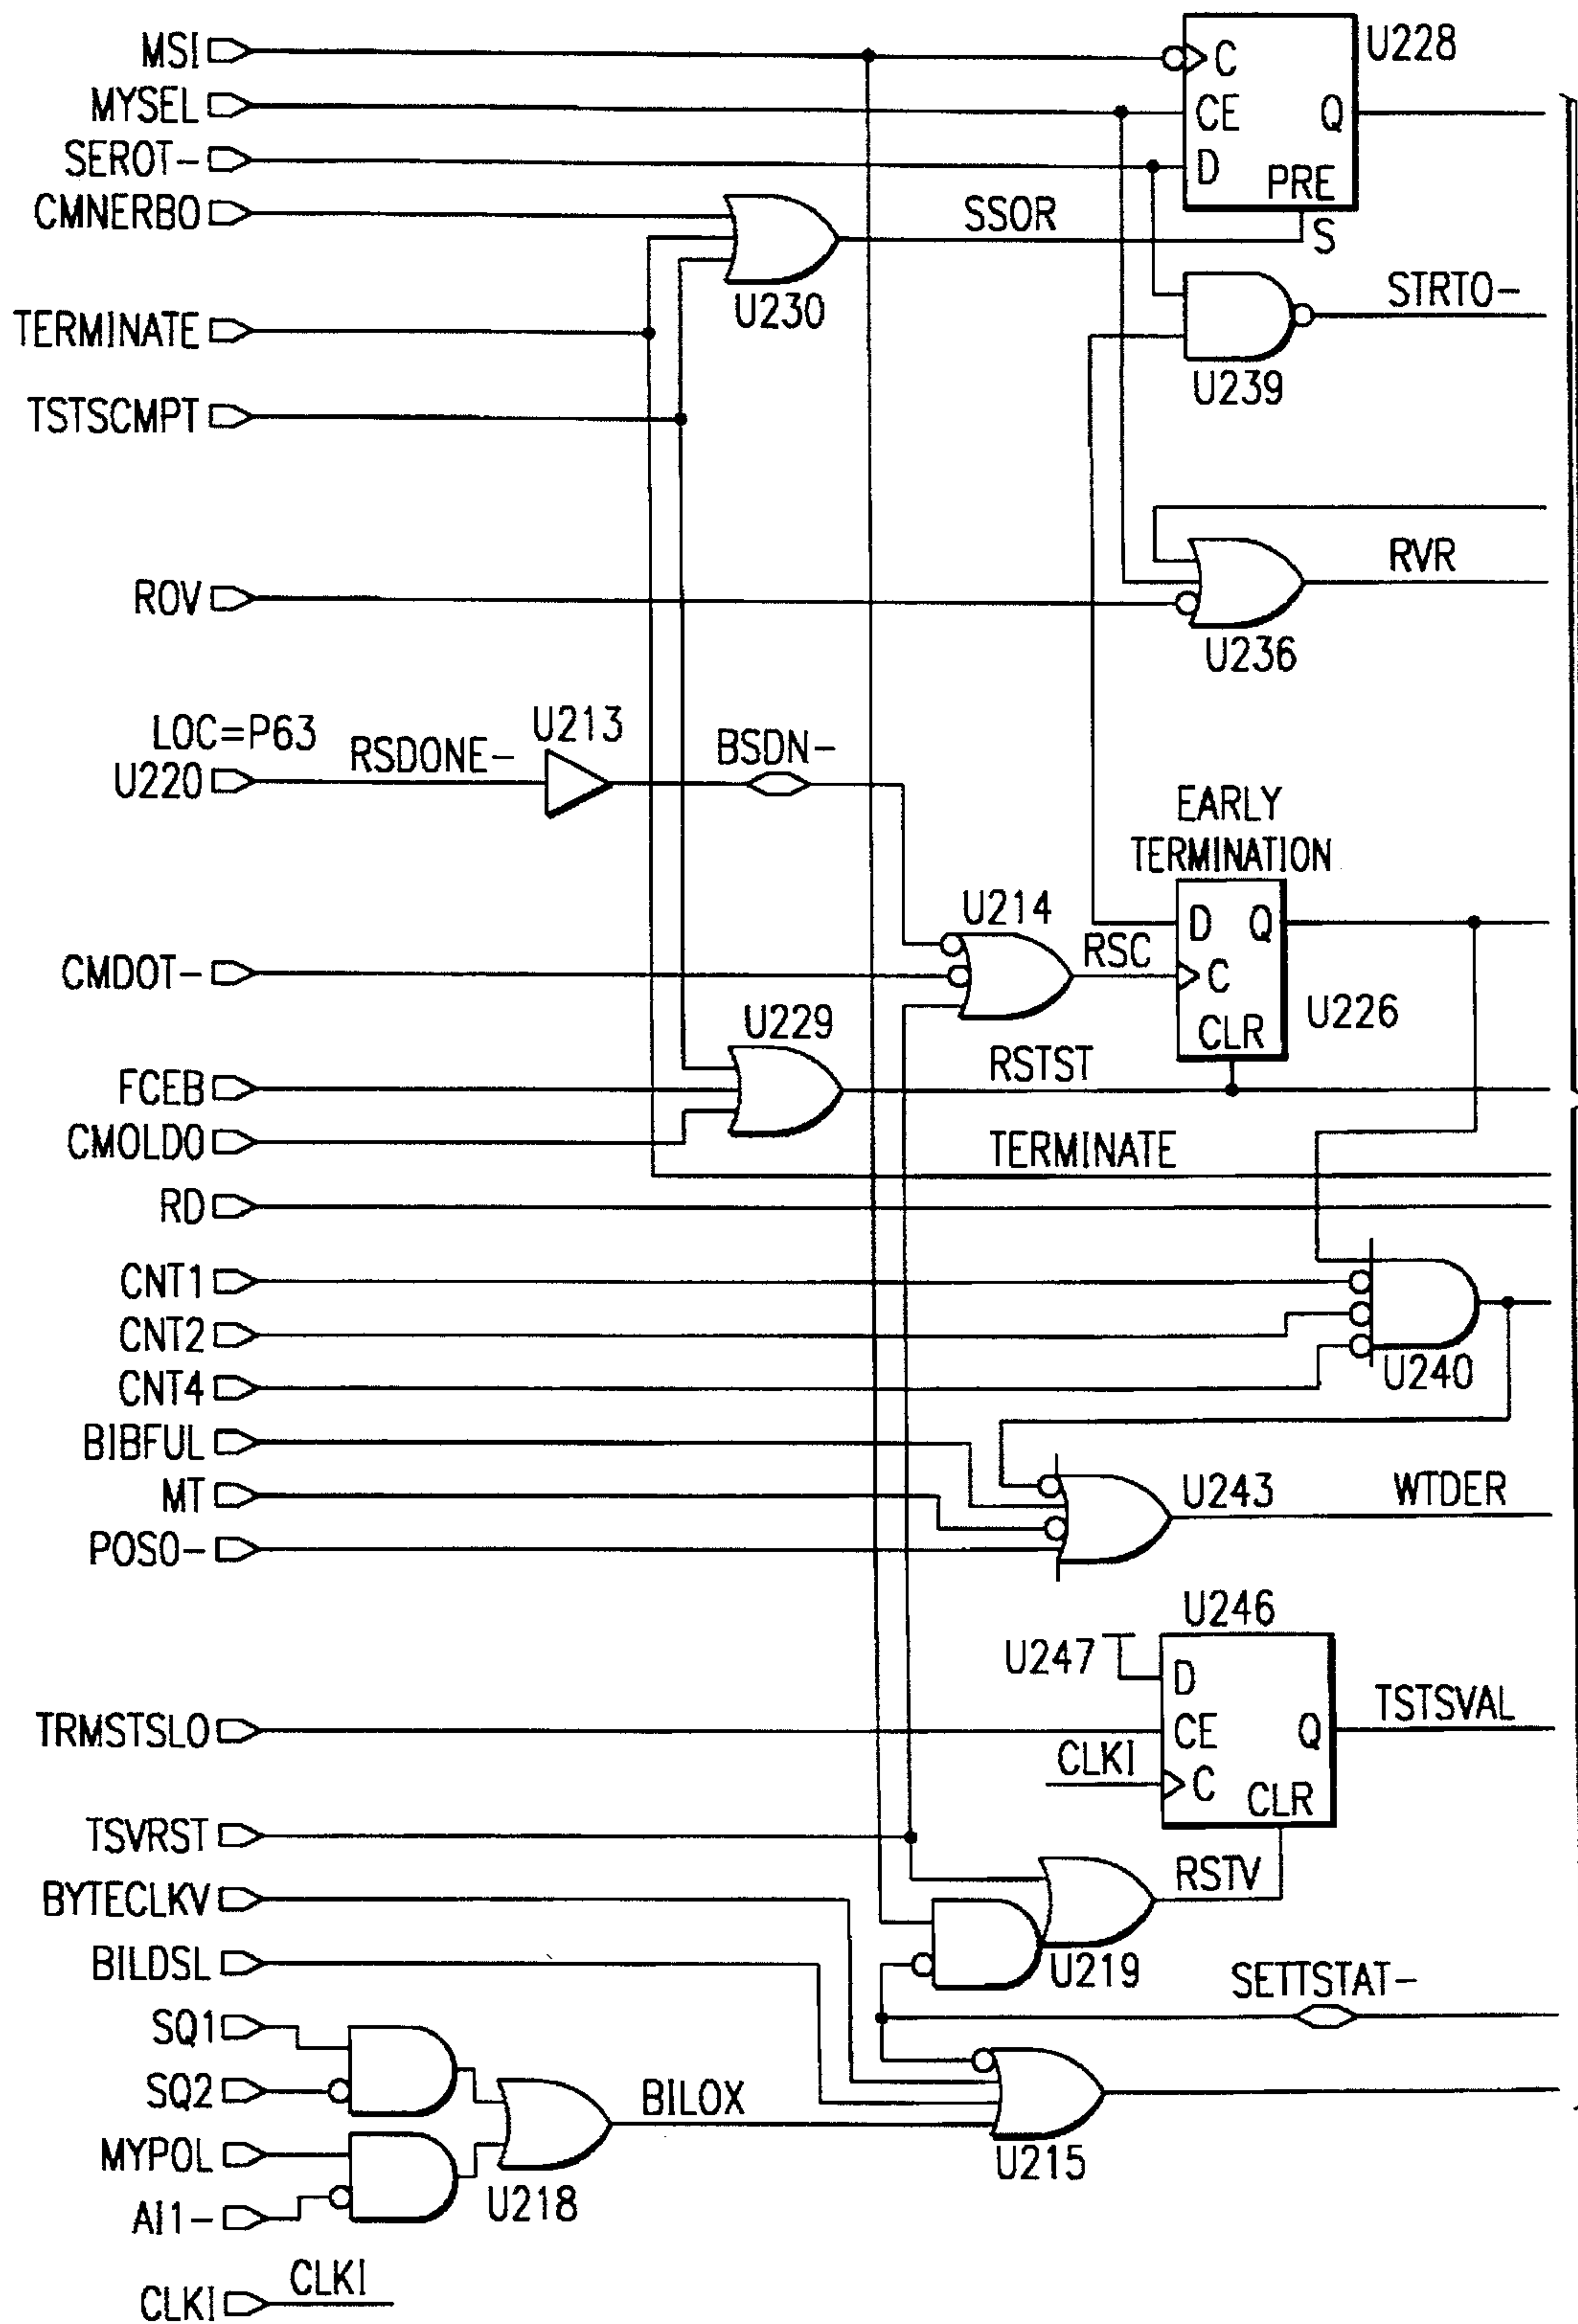 MSI
C
U228
MYSEL
CE
Q
SEROT-
D
PRE
CMNERBO
SSOR
S
U230
STRTO-
TERMINATE
U239
TSTSCMPT
RVR
ROV
U236
LOC=P63
U213
RSDONE-
BSDN-
U220
EARLY
TERMINATION
U214
D
Q
RSC
CMDOT-
C
U229
U226
CLR
RSTST
FCEB
CMOLDO
TERMINATE
RD
CNT1
CNT2
U240
CNT4
BIBFUL
U243
WTDER
MT
POSO-
U246
U247
D
TSTSVAL
TRMSTSLO
CE
Q
CLKI
C
CLR
TSVRST
RSTV
BYTECLKV
BILDSL
U219
SETTSTAT-
SQ1
SQ2
BILOX
MYPOL
U215
U218
AI1-
CLKI
CLKI